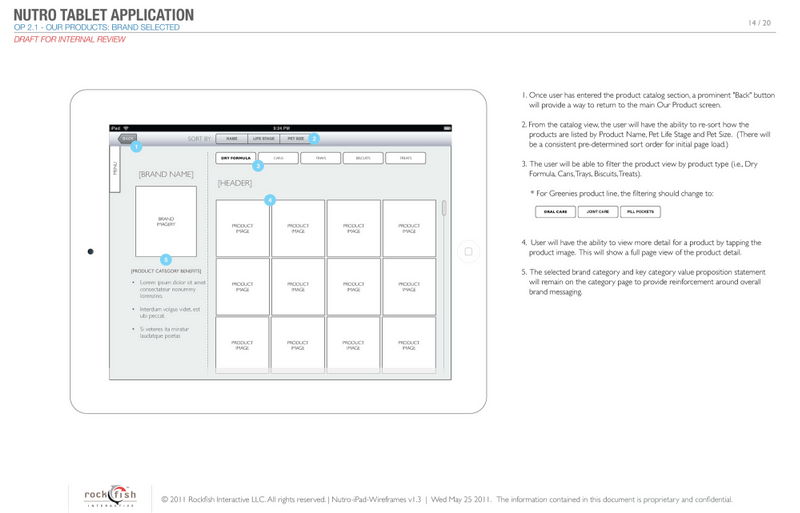 NUTRO TABLET APPLICATION
OP 2.1 - OUR PRODUCTS: BRAND SELECTED
14 / 20
DRAFT FOR INTERNAL REVIEW
iPad
9:24 PM
BACK
SORT BY
NAME
LIFE STAGE
PET SIZE
2
1
MENU
DRY FORMULA
CANS
TRAYS
BISCUITS
TREATS
3
[BRAND NAME]
[HEADER]
4
BRAND
IMAGERY
5
[PRODUCT CATEGORY BENEFITS]
• Lorem ipsum dolor sit amet
consectateur nonummy
lorenzino.
• Interdum volgus videt, est
ubi peccat.
• Si veteres ita miratur
laudatque poetas
PRODUCT
IMAGE
PRODUCT
IMAGE
PRODUCT
IMAGE
PRODUCT
IMAGE
PRODUCT
IMAGE
PRODUCT
IMAGE
PRODUCT
IMAGE
PRODUCT
IMAGE
PRODUCT
IMAGE
PRODUCT
IMAGE
PRODUCT
IMAGE
PRODUCT
IMAGE
1. Once user has entered the product catalog section, a prominent "Back" button
will provide a way to return to the main Our Product screen.
2. From the catalog view, the user will have the ability to re-sort how the
products are listed by Product Name, Pet Life Stage and Pet Size. (There will
be a consistent pre-determined sort order for initial page load.)
3. The user will be able to filter the product view by product type (i.e., Dry
Formula, Cans, Trays, Biscuits, Treats).
* For Greenies product line, the filtering should change to:
ORAL CARE
JOINT CARE
PILL POCKETS
4. User will have the ability to view more detail for a product by tapping the
product image. This will show a full page view of the product detail.
5. The selected brand category and key category value proposition statement
will remain on the category page to provide reinforcement around overall
brand messaging.
rockfish
INTERACTIVE
© 2011 Rockfish Interactive LLC. All rights reserved. | Nutro-iPad-Wireframes v1.3 | Wed May 25 2011. The information contained in this document is proprietary and confidential.